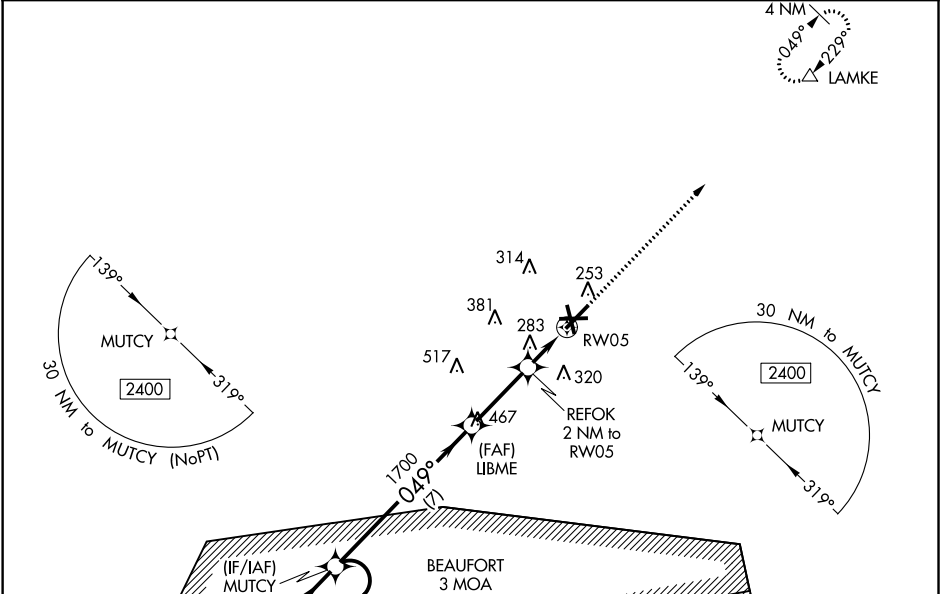 4 NM
049°
229°
LAMKE
314
253
139°
381
30 NM to MUTCY
283
MUTCY
RW05
517
2400
139°
320
2400
319°
REFOK
2 NM to
RW05
MUTCY
467
30 NM to MUTCY (NoPT)
(FAF)
LIBME
1700
049°
(7)
319°
(IF/IAF)
MUTCY
BEAUFORT
3 MOA